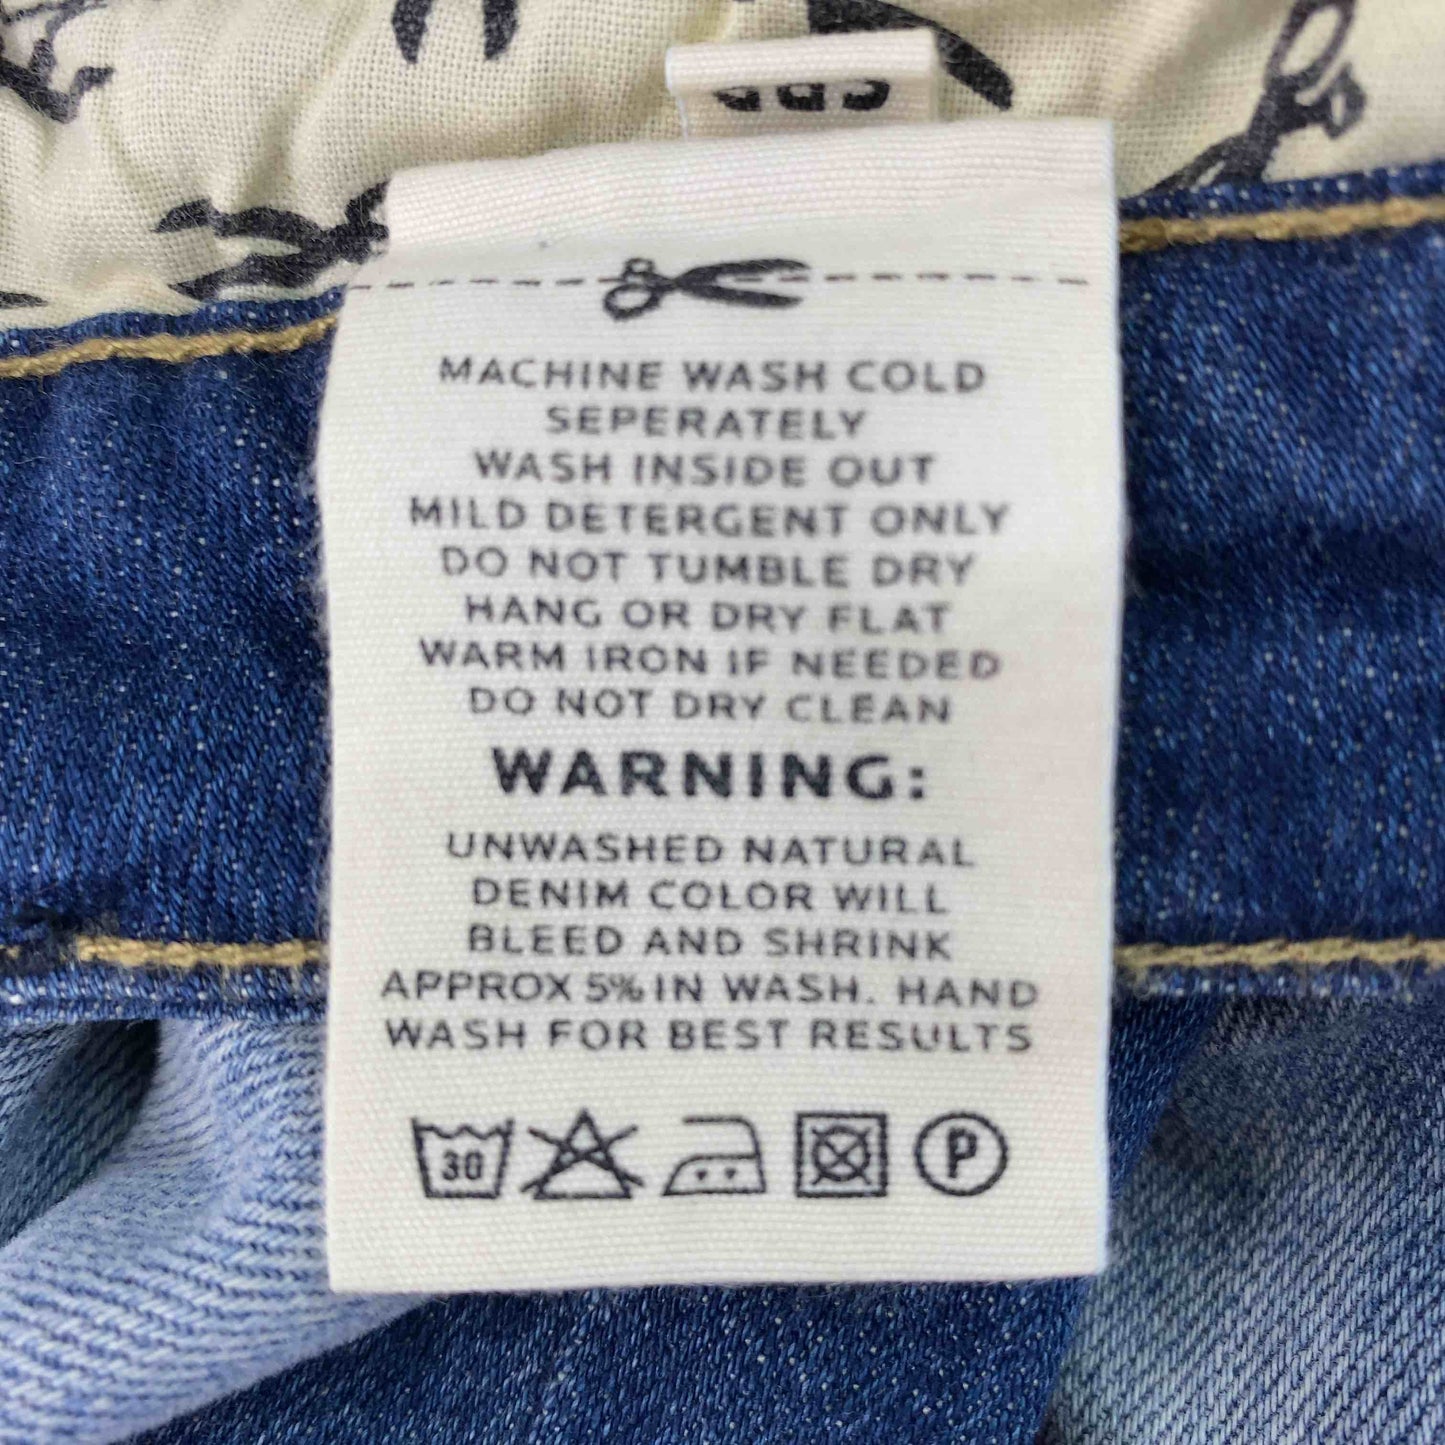 MACHINE WASH COLD
SEPERATELY
WASH INSIDE OUT
MILD DETERGENT ONLY
DO NOT TUMBLE DRY
HANG OR DRY FLAT
WARM IRON IF NEEDED
DO NOT DRY CLEAN
WARNING:
UNWASHED NATURAL
DENIM COLOR WILL
BLEED AND SHRINK
APPROX 5% IN WASH. HAND
WASH FOR BEST RESULTS
30 P